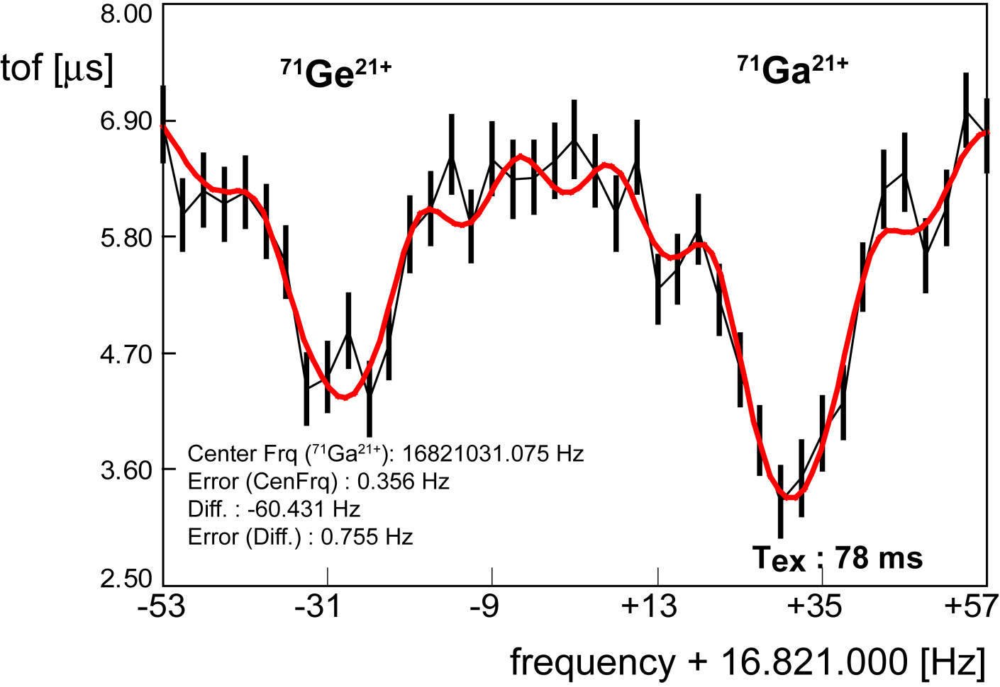 8.00
tof [μs]
71Ge21+
71Ga21+
6.90
5.80
4.70
3.60
2.50
Center Frq (71Ga21+): 16821031.075 Hz
Error (CenFrq) : 0.356 Hz
Diff. : -60.431 Hz
Error (Diff.) : 0.755 Hz
Tex : 78 ms
-53 -31 -9 +13 +35 +57
frequency + 16.821.000 [Hz]